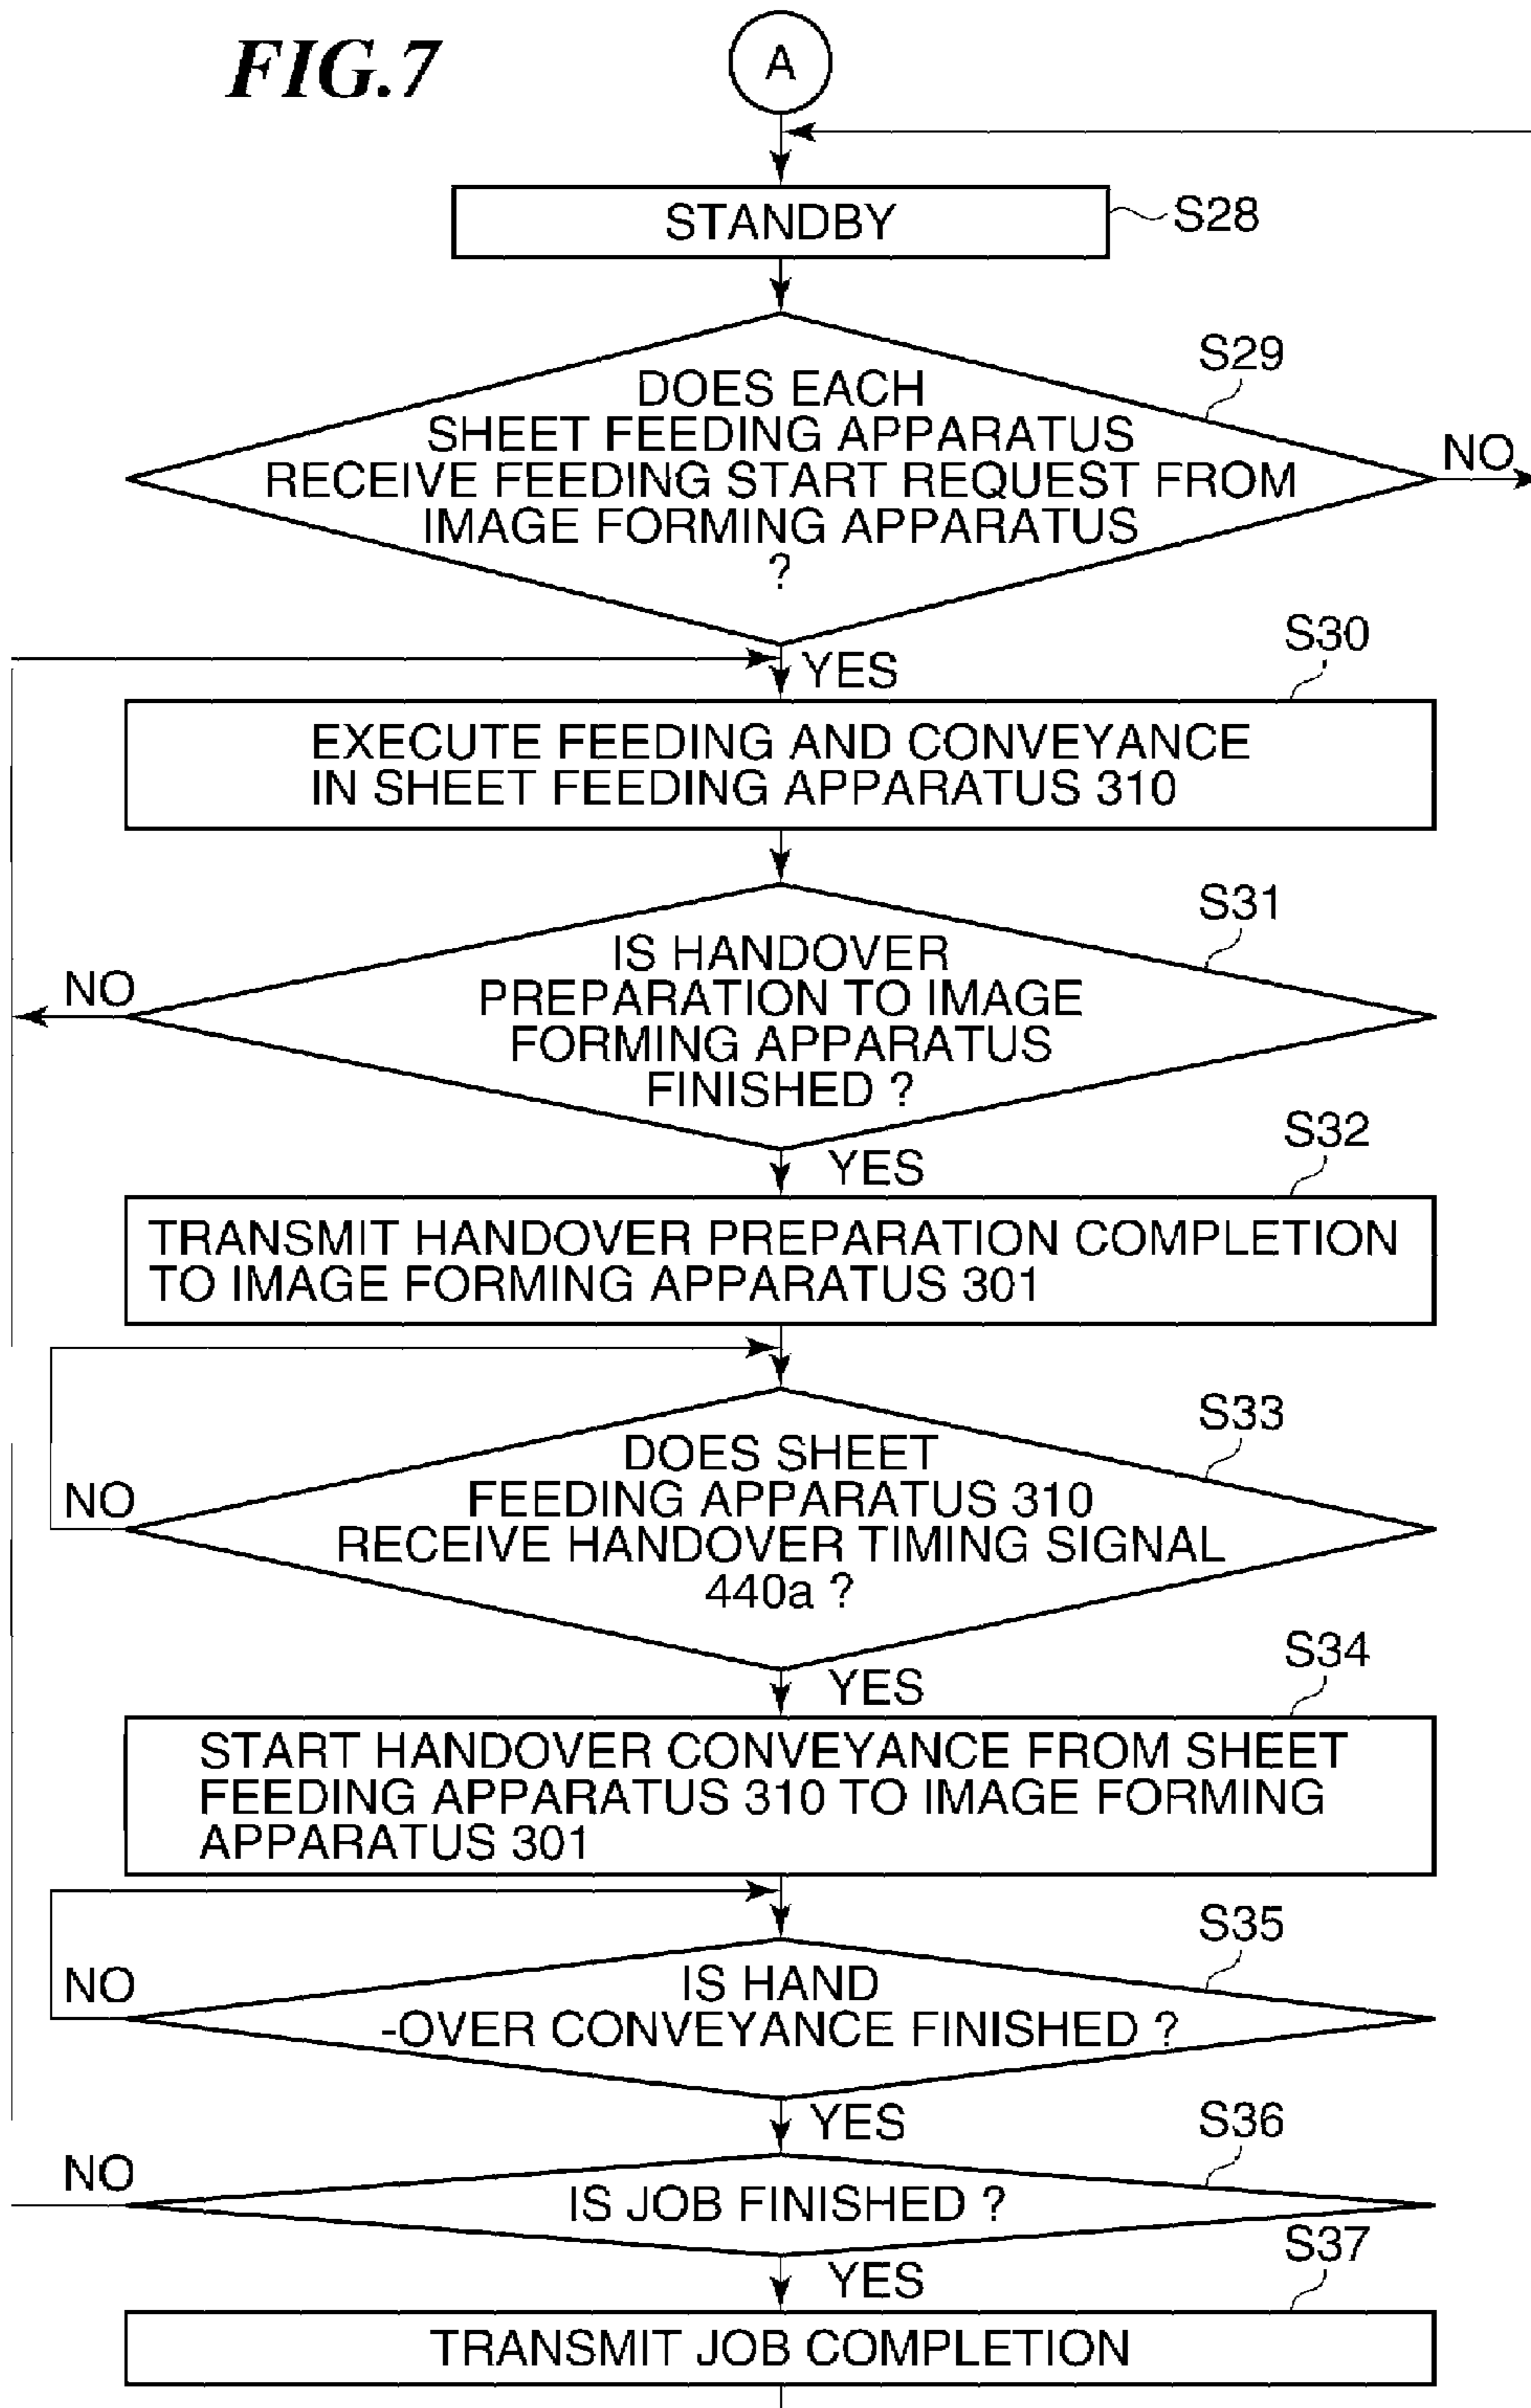 FIG.7
A
STANDBY
S28
S29
DOES EACH
SHEET FEEDING APPARATUS
RECEIVE FEEDING START REQUEST FROM
IMAGE FORMING APPARATUS
?
NO
YES
S30
EXECUTE FEEDING AND CONVEYANCE
IN SHEET FEEDING APPARATUS 310
S31
IS HANDOVER
PREPARATION TO IMAGE
FORMING APPARATUS
FINISHED ?
NO
YES
S32
TRANSMIT HANDOVER PREPARATION COMPLETION
TO IMAGE FORMING APPARATUS 301
S33
DOES SHEET
FEEDING APPARATUS 310
RECEIVE HANDOVER TIMING SIGNAL
440a ?
NO
YES
S34
START HANDOVER CONVEYANCE FROM SHEET
FEEDING APPARATUS 310 TO IMAGE FORMING
APPARATUS 301
S35
IS HAND
-OVER CONVEYANCE FINISHED ?
NO
YES
S36
IS JOB FINISHED ?
NO
YES
S37
TRANSMIT JOB COMPLETION